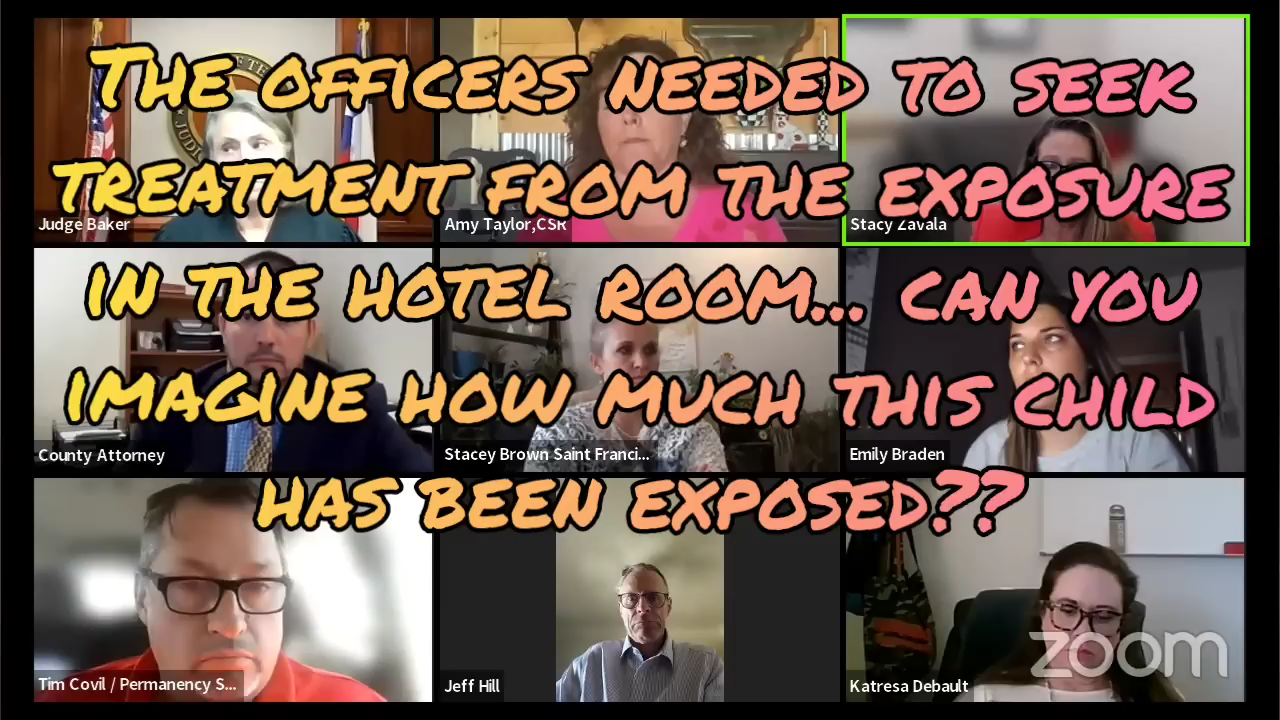 The officers needed to seek
treatment from the exposure
in the hotel room... can you
imagine how much this child
has been exposed??
Judge Baker
Amy Taylor,CSR
Stacy Zavala
County Attorney
Stacey Brown Saint Franci...
Emily Braden
Tim Covil / Permanency S...
Jeff Hill
Katresa Debault
zoom